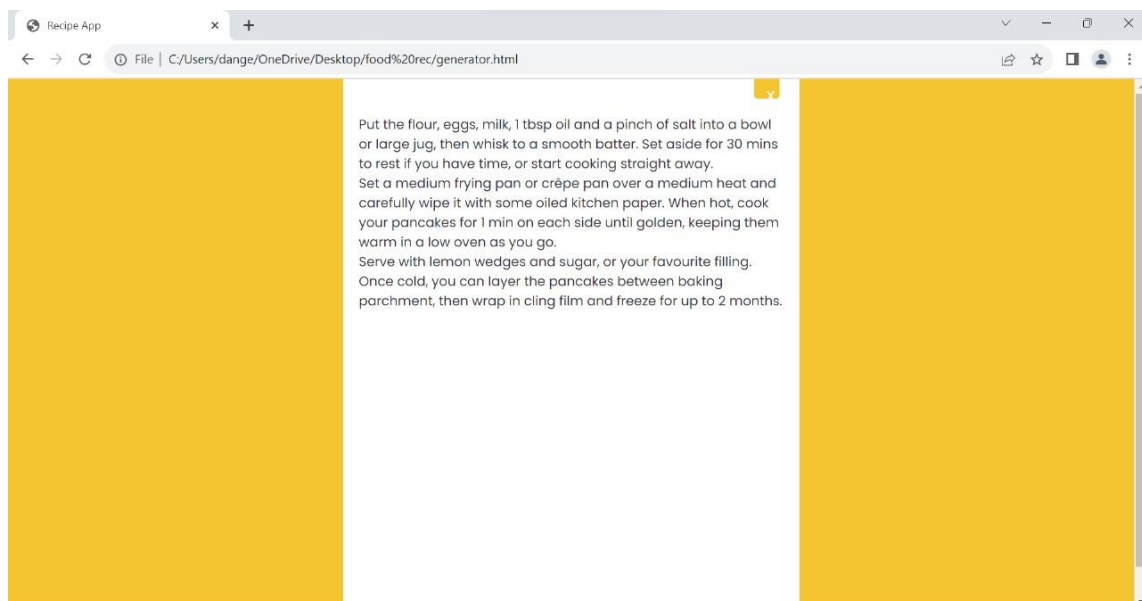 Recipe App
File | C:/Users/dange/OneDrive/Desktop/food%20rec/generator.html
x
Put the flour, eggs, milk, 1 tbsp oil and a pinch of salt into a bowl
or large jug, then whisk to a smooth batter. Set aside for 30 mins
to rest if you have time, or start cooking straight away.
Set a medium frying pan or crêpe pan over a medium heat and
carefully wipe it with some oiled kitchen paper. When hot, cook
your pancakes for 1 min on each side until golden, keeping them
warm in a low oven as you go.
Serve with lemon wedges and sugar, or your favourite filling.
Once cold, you can layer the pancakes between baking
parchment, then wrap in cling film and freeze for up to 2 months.